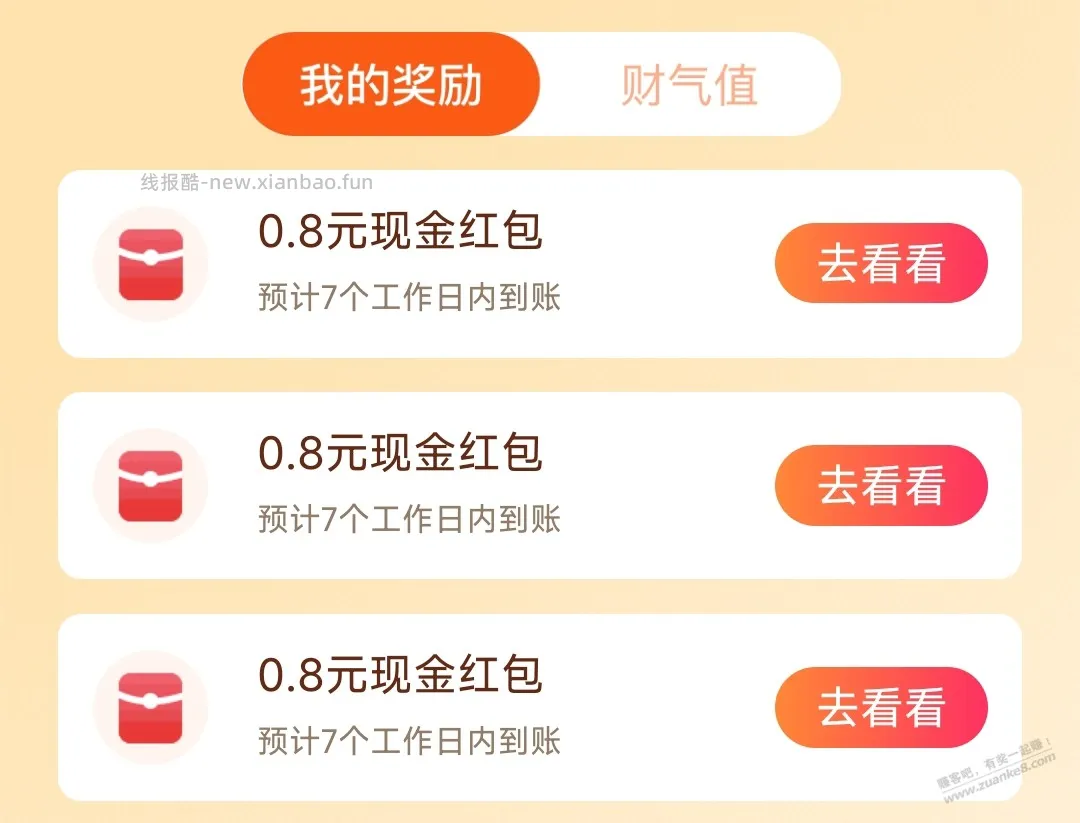 我的奖励 财气值
线报酷-new.xianbao.fun
0.8元现金红包
预计7个工作日内到账
去看看
0.8元现金红包
预计7个工作日内到账
去看看
0.8元现金红包
预计7个工作日内到账
去看看
赚客吧，有奖一起赚！
www.zuanke8.com